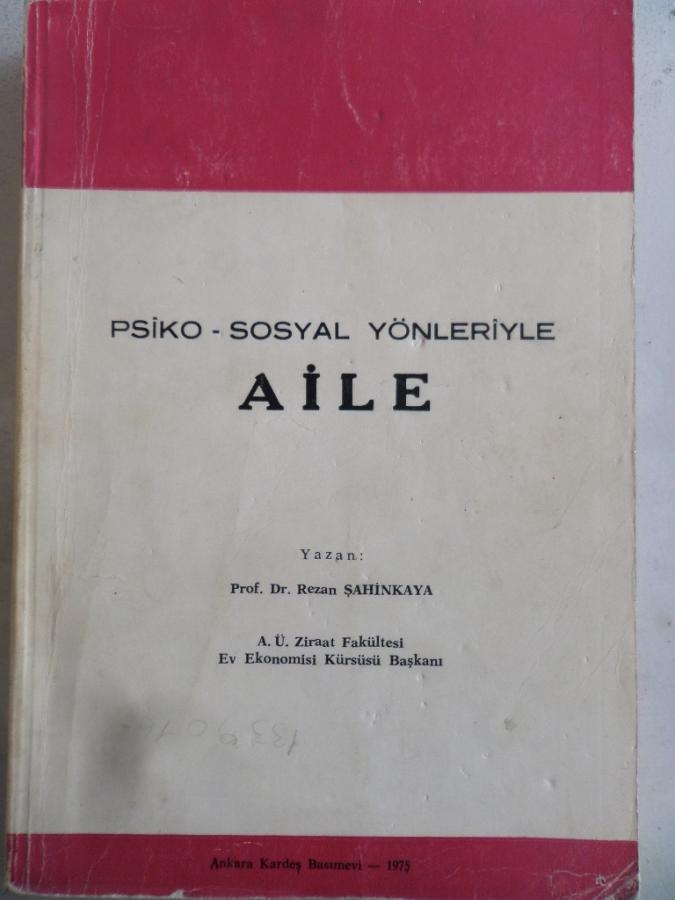 PSİKO - SOSYAL YÖNLERİYLE
AİLE
Yazan:
Prof. Dr. Rezan ŞAHİNKAYA
A. Ü. Ziraat Fakültesi
Ev Ekonomisi Kürsüsü Başkanı
Ankara Kardeş Basımevi — 1975